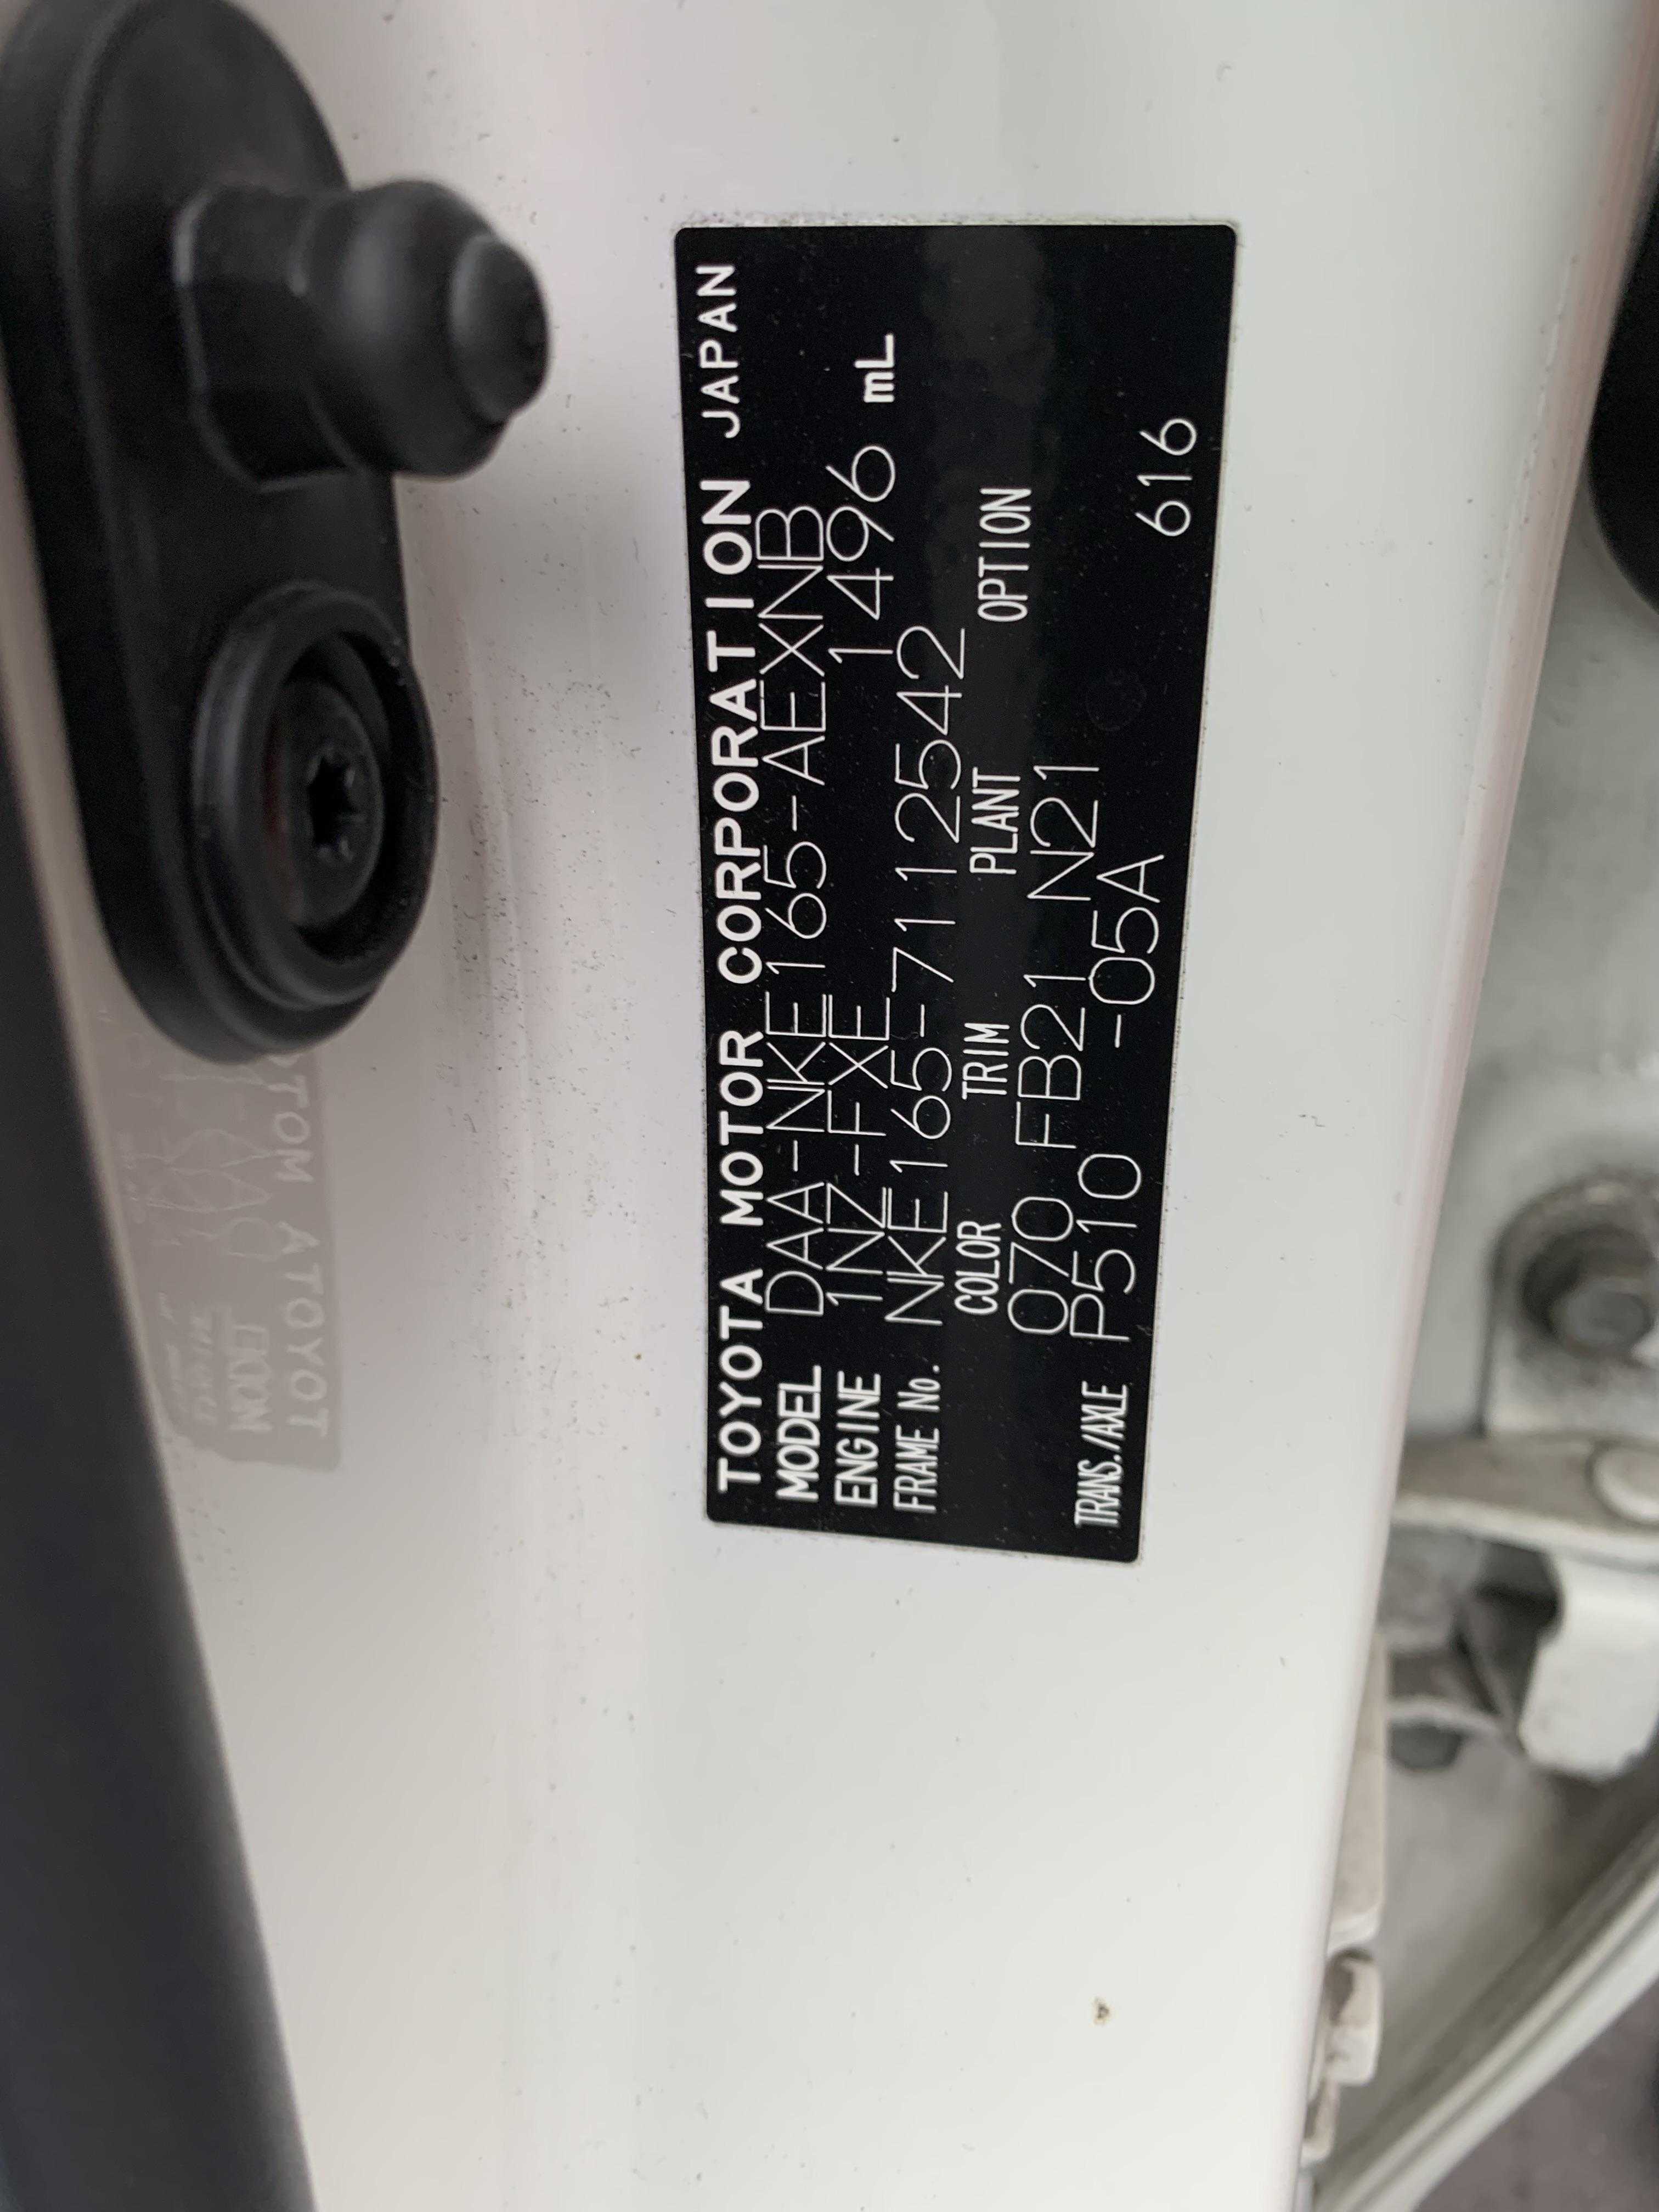 TOYOTA MOTOR CORPORATION JAPAN
MODEL DAA-NKE165-AEXNB
ENGINE 1NZ-FXE 1496 mL
FRAME No. NKE165-7112542
COLOR TRIM PLANT OPTION
070 FB21 N21
TRANS./AXLE P510 -05A 616